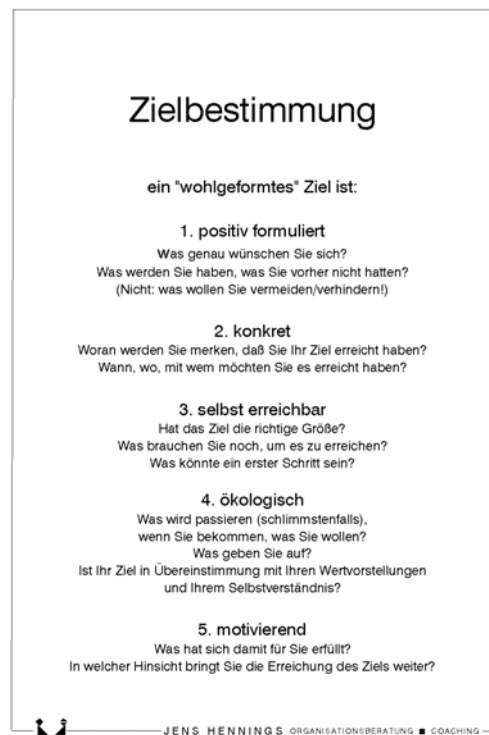 Zielbestimmung
ein "wohlgeformtes" Ziel ist:
1. positiv formuliert
Was genau wünschen Sie sich?
Was werden Sie haben, was Sie vorher nicht hatten?
(Nicht: was wollen Sie vermeiden/verhindern!)
2. konkret
Woran werden Sie merken, daß Sie Ihr Ziel erreicht haben?
Wann, wo, mit wem möchten Sie es erreicht haben?
3. selbst erreichbar
Hat das Ziel die richtige Größe?
Was brauchen Sie noch, um es zu erreichen?
Was könnte ein erster Schritt sein?
4. ökologisch
Was wird passieren (schlimmstenfalls),
wenn Sie bekommen, was Sie wollen?
Was geben Sie auf?
Ist Ihr Ziel in Übereinstimmung mit Ihren Wertvorstellungen
und Ihrem Selbstverständnis?
5. motivierend
Was hat sich damit für Sie erfüllt?
In welcher Hinsicht bringt Sie die Erreichung des Ziels weiter?
JENS HENNINGS ORGANISATIONSBERATUNG ■ COACHING